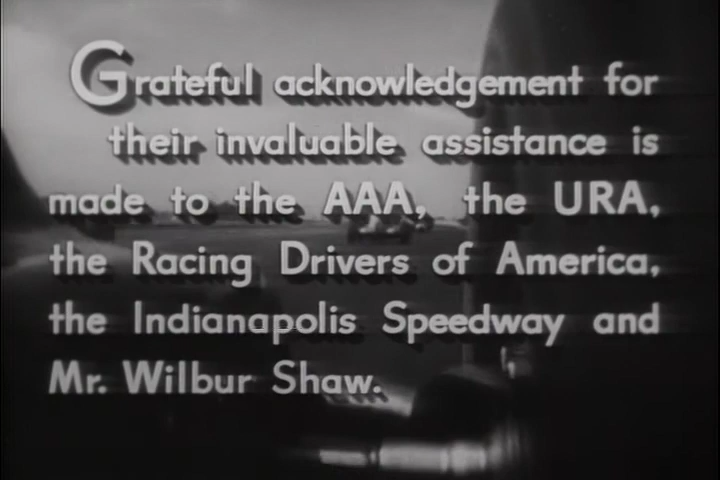 Grateful acknowledgement for
their invaluable assistance is
made to the AAA, the URA,
the Racing Drivers of America,
the Indianapolis Speedway and
Mr. Wilbur Shaw.